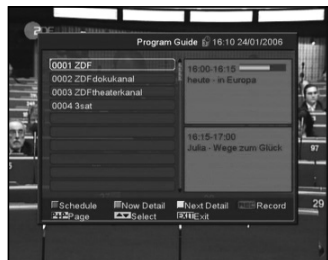 ZDF
Program Guide 16:10 24/01/2006
0001 ZDF
0002 ZDFdokukanal
0003 ZDFtheaterkanal
0004 3sat
16:00-16:15
heute - in Europa
16:15-17:00
Julia - Wege zum Glück
Schedule Now Detail Next Detail Record
P+P- Page Select EXIT Exit
97
29